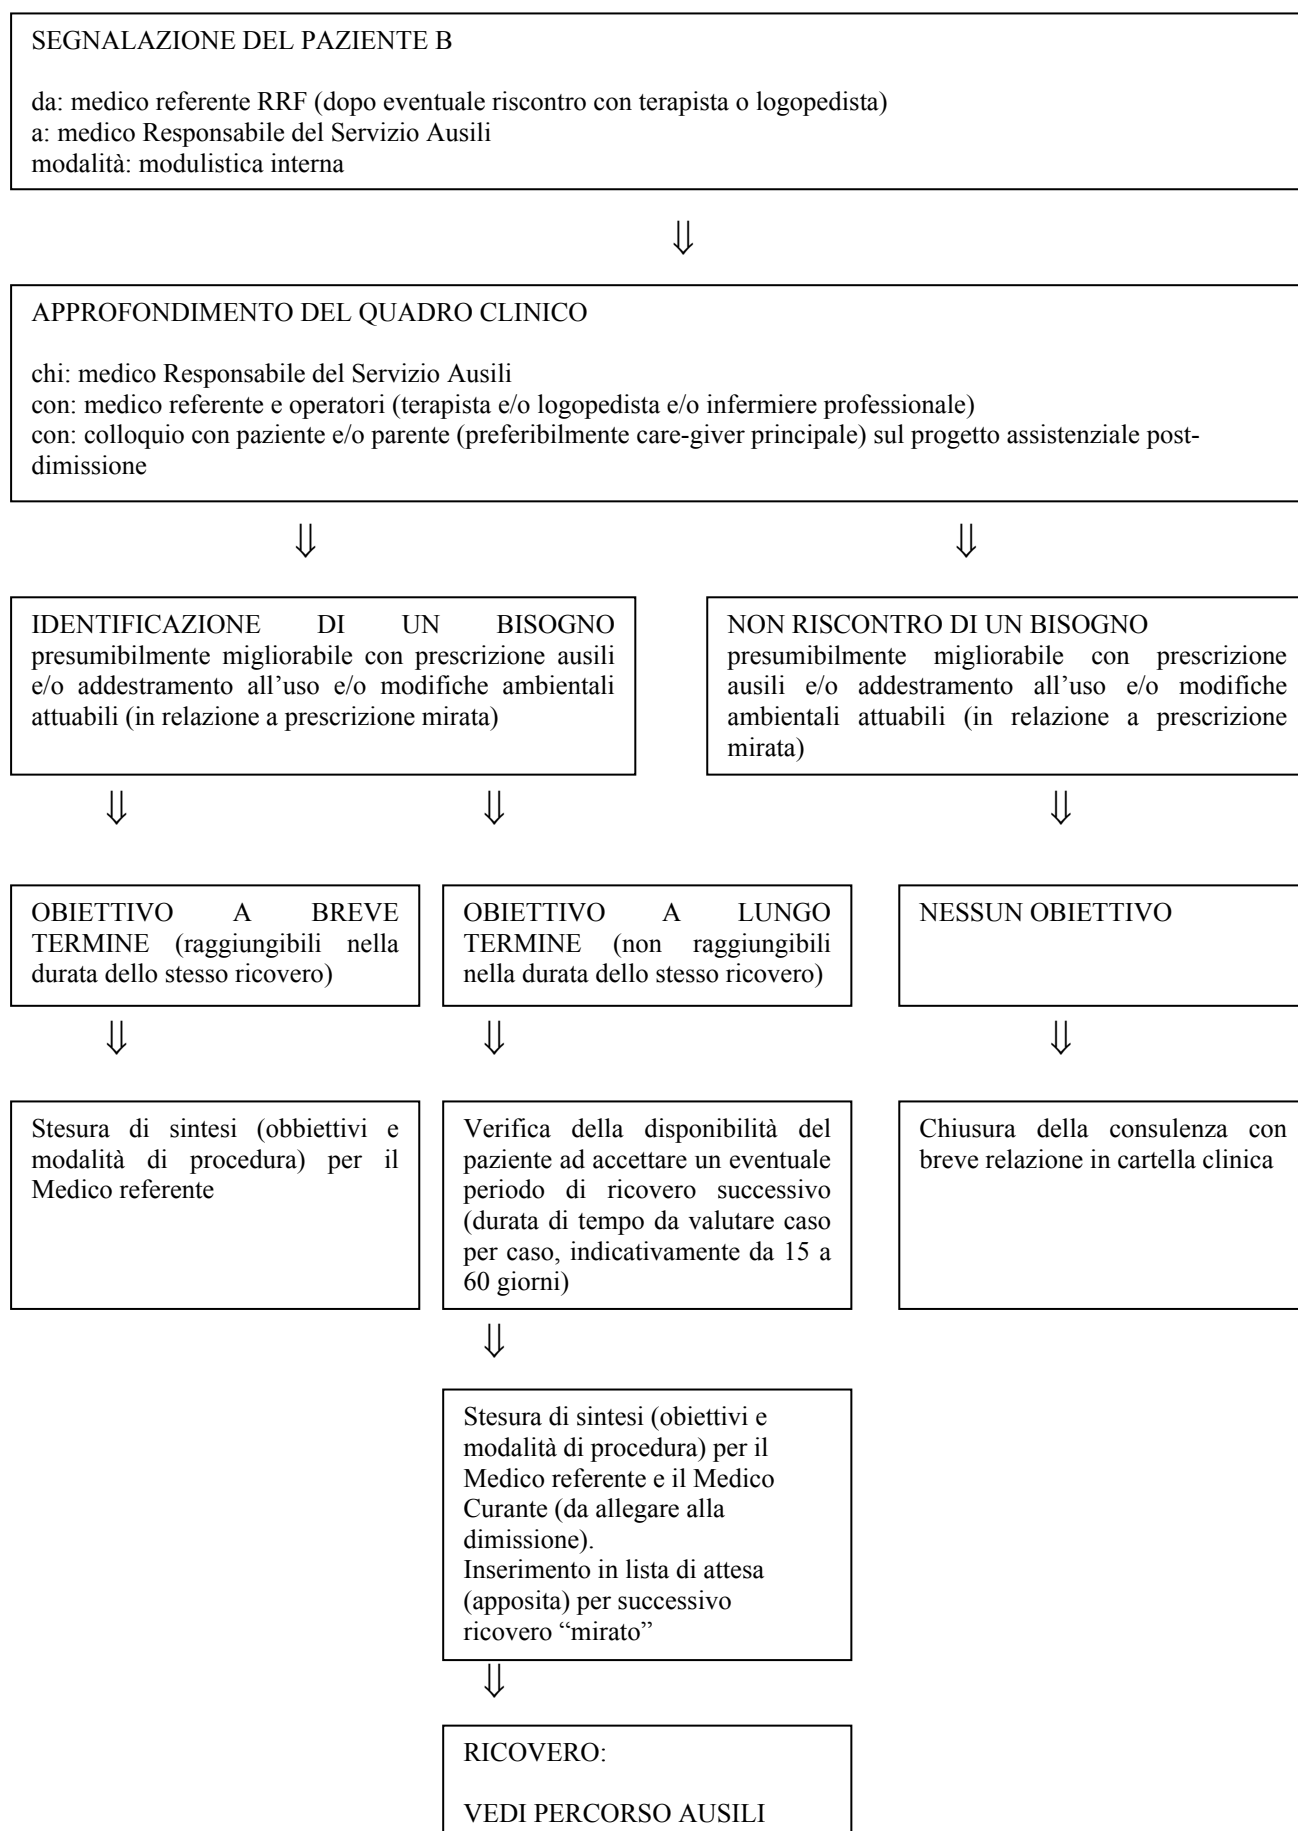 SEGNALAZIONE DEL PAZIENTE B
da: medico referente RRF (dopo eventuale riscontro con terapista o logopedista)
a: medico Responsabile del Servizio Ausili
modalità: modulistica interna
⇓
APPROFONDIMENTO DEL QUADRO CLINICO
chi: medico Responsabile del Servizio Ausili
con: medico referente e operatori (terapista e/o logopedista e/o infermiere professionale)
con: colloquio con paziente e/o parente (preferibilmente care-giver principale) sul progetto assistenziale post-
dimissione
⇓ ⇓
IDENTIFICAZIONE DI UN BISOGNO
presumibilmente migliorabile con prescrizione ausili
e/o addestramento all’uso e/o modifiche ambientali
attuabili (in relazione a prescrizione mirata)
NON RISCONTRO DI UN BISOGNO
presumibilmente migliorabile con prescrizione
ausili e/o addestramento all’uso e/o modifiche
ambientali attuabili (in relazione a prescrizione
mirata)
⇓ ⇓ ⇓
OBIETTIVO A BREVE
TERMINE (raggiungibili nella
durata dello stesso ricovero)
OBIETTIVO A LUNGO
TERMINE (non raggiungibili
nella durata dello stesso ricovero)
NESSUN OBIETTIVO
⇓ ⇓ ⇓
Stesura di sintesi (obbiettivi e
modalità di procedura) per il
Medico referente
Verifica della disponibilità del
paziente ad accettare un eventuale
periodo di ricovero successivo
(durata di tempo da valutare caso
per caso, indicativamente da 15 a
60 giorni)
Chiusura della consulenza con
breve relazione in cartella clinica
⇓
Stesura di sintesi (obiettivi e
modalità di procedura) per il
Medico referente e il Medico
Curante (da allegare alla
dimissione).
Inserimento in lista di attesa
(apposita) per successivo
ricovero “mirato”
⇓
RICOVERO:
VEDI PERCORSO AUSILI